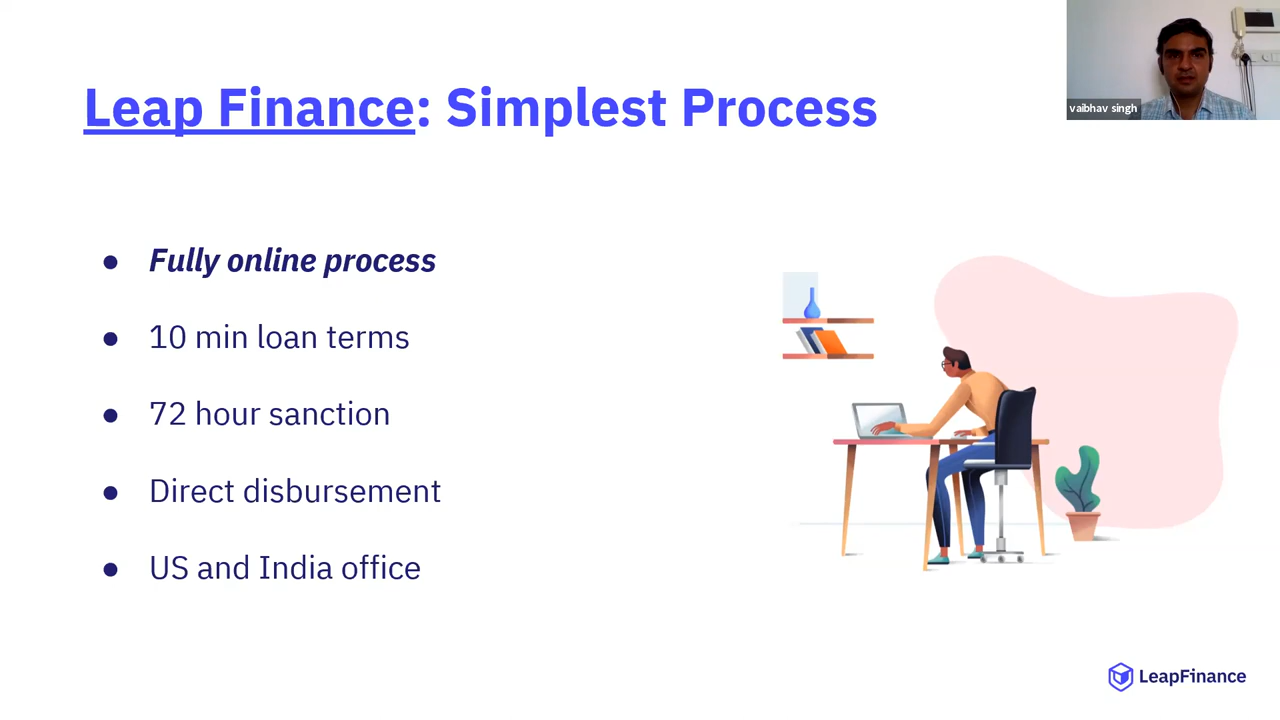 Leap Finance: Simplest Process
vaibhav singh
● Fully online process
● 10 min loan terms
● 72 hour sanction
● Direct disbursement
● US and India office
LeapFinance